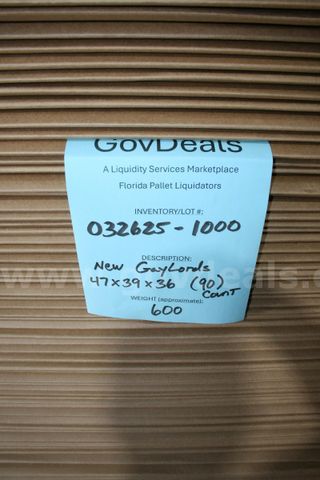 GovDeals
A Liquidity Services Marketplace
Florida Pallet Liquidators
INVENTORY/LOT #:
032625-1000
DESCRIPTION:
New GayLords
47x39x36 (90)
Count
WEIGHT (approximate):
600